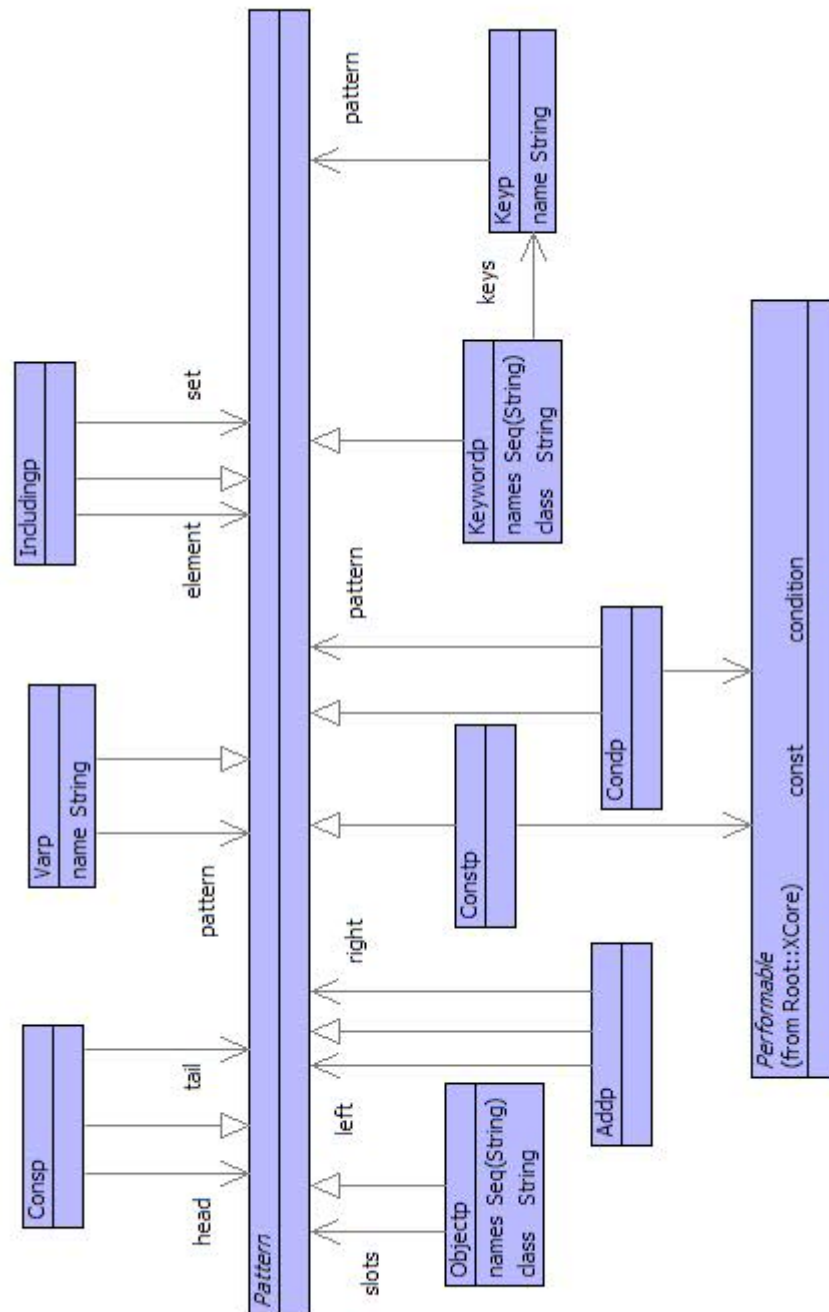 Consp
Varp
name String
Includingp
head
tail
pattern
element
set
Pattern
slots
left
right
pattern
pattern
Objectp
names Seq(String)
class String
Addp
Constp
Condp
Keywordp
names Seq(String)
class String
keys
Keyp
name String
Performable
(from Root::XCore)
const
condition